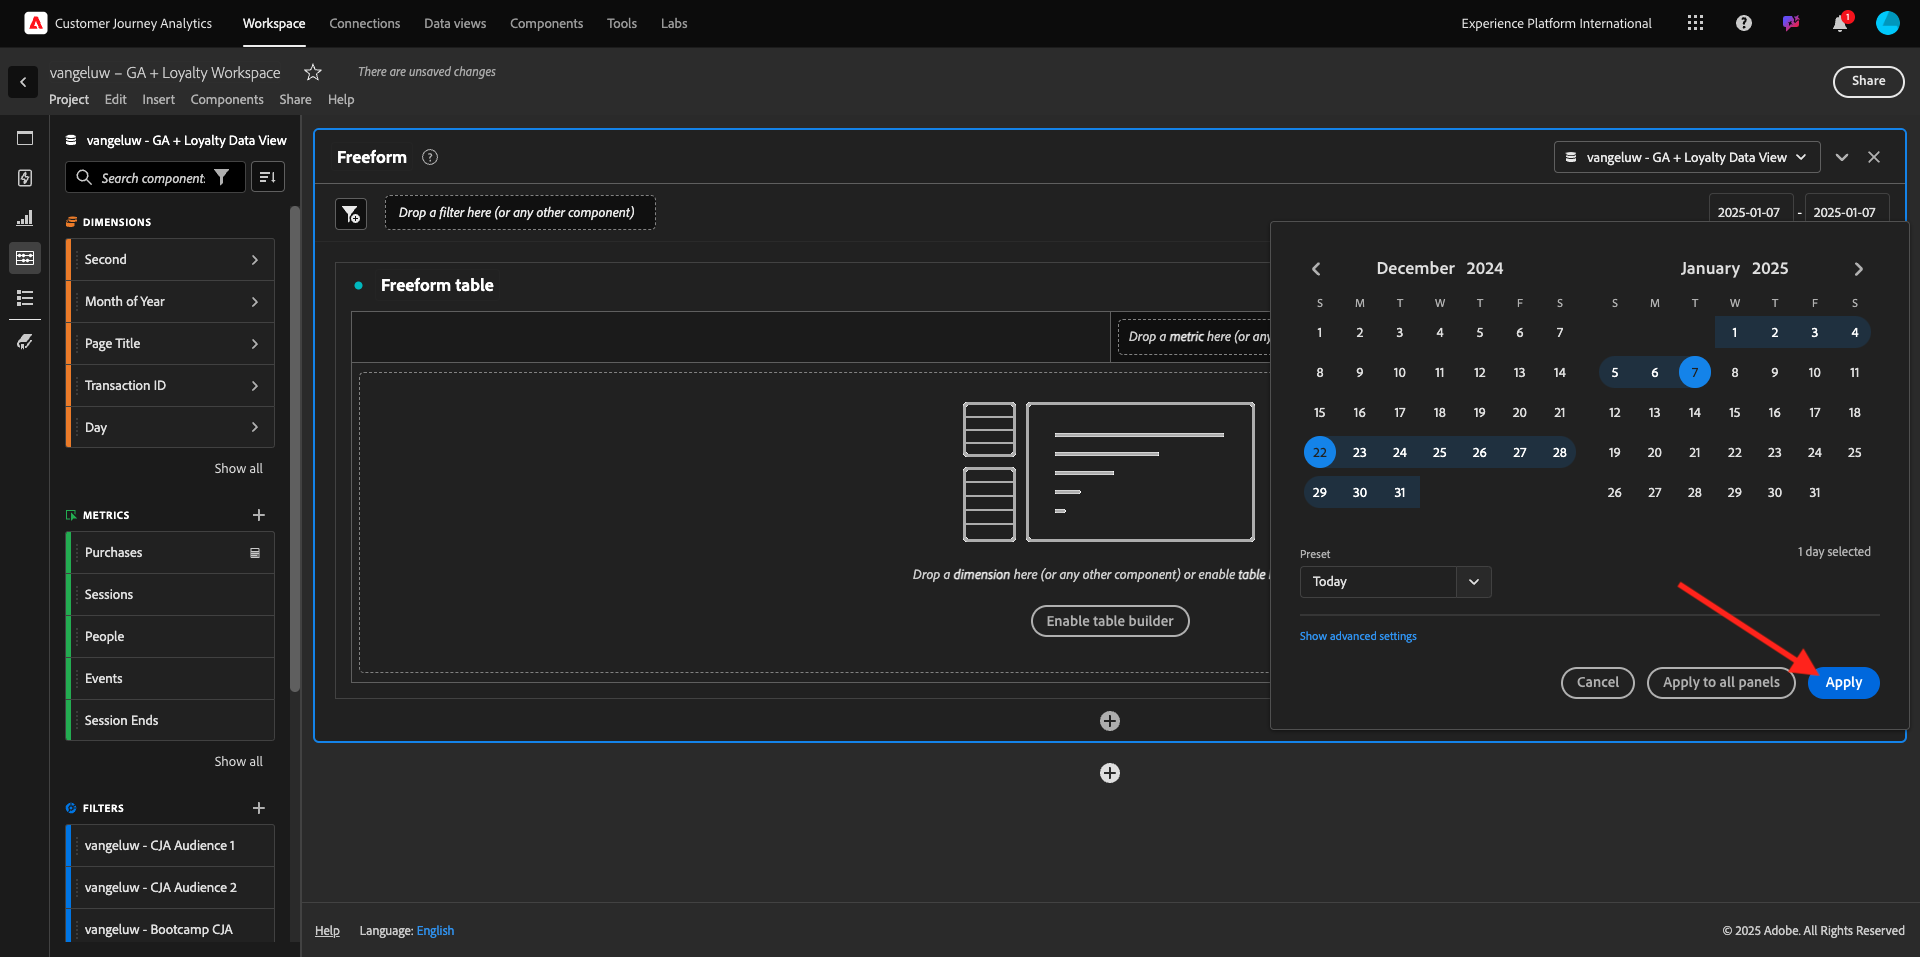 Customer Journey Analytics
Workspace
Connections
Data views
Components
Tools
Labs
Experience Platform International
1
vangeluw – GA + Loyalty Workspace
There are unsaved changes
Share
Project
Edit
Insert
Components
Share
Help
vangeluw - GA + Loyalty Data View
Search component
DIMENSIONS
Second
Month of Year
Page Title
Transaction ID
Day
Show all
METRICS
Purchases
Sessions
People
Events
Session Ends
Show all
FILTERS
vangeluw - CJA Audience 1
vangeluw - CJA Audience 2
vangeluw - Bootcamp CJA
Freeform
vangeluw - GA + Loyalty Data View
Drop a filter here (or any other component)
2025-01-07 - 2025-01-07
Freeform table
Drop a metric here (or any
Drop a dimension here (or any other component) or enable table
Enable table builder
December 2024
S M T W T F S
1 2 3 4 5 6 7
8 9 10 11 12 13 14
15 16 17 18 19 20 21
22 23 24 25 26 27 28
29 30 31
January 2025
S M T W T F S
1 2 3 4
5 6 7 8 9 10 11
12 13 14 15 16 17 18
19 20 21 22 23 24 25
26 27 28 29 30 31
Preset
1 day selected
Today
Show advanced settings
Cancel
Apply to all panels
Apply
Help
Language: English
© 2025 Adobe. All Rights Reserved